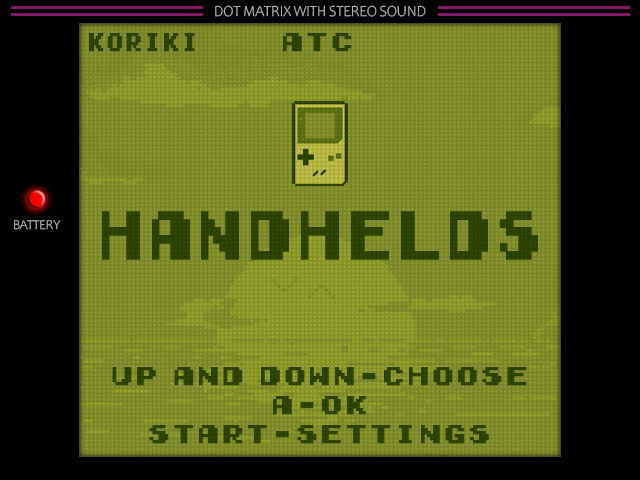 DOT MATRIX WITH STEREO SOUND
KORIKI ATC
BATTERY
HANDHELDS
UP AND DOWN-CHOOSE
A-OK
START-SETTINGS